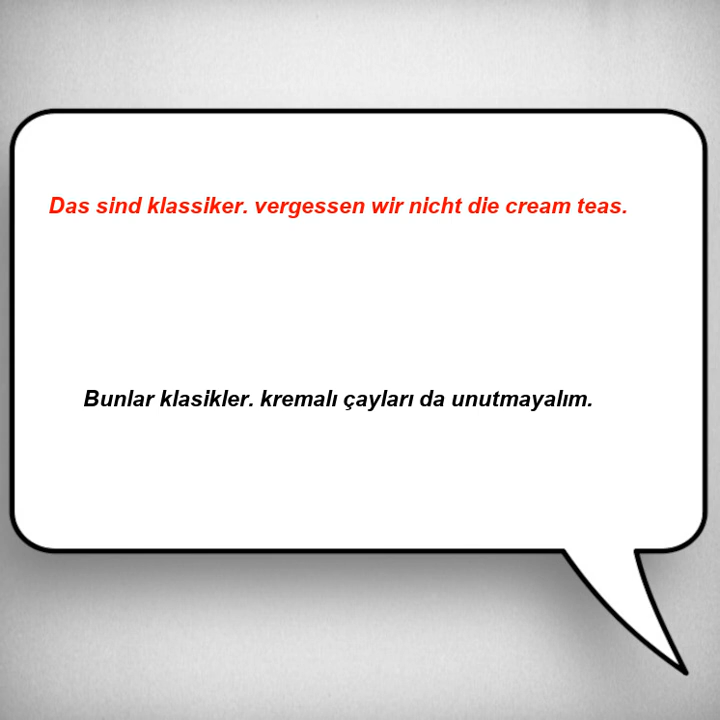 Das sind klassiker. vergessen wir nicht die cream teas.
Bunlar klasikler. kremalı çayları da unutmayalım.